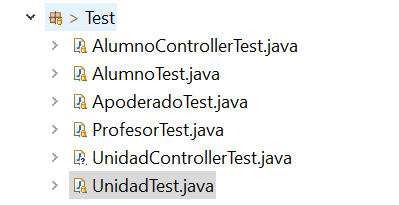 > Test
AlumnoControllerTest.java
AlumnoTest.java
ApoderadoTest.java
ProfesorTest.java
UnidadControllerTest.java
UnidadTest.java